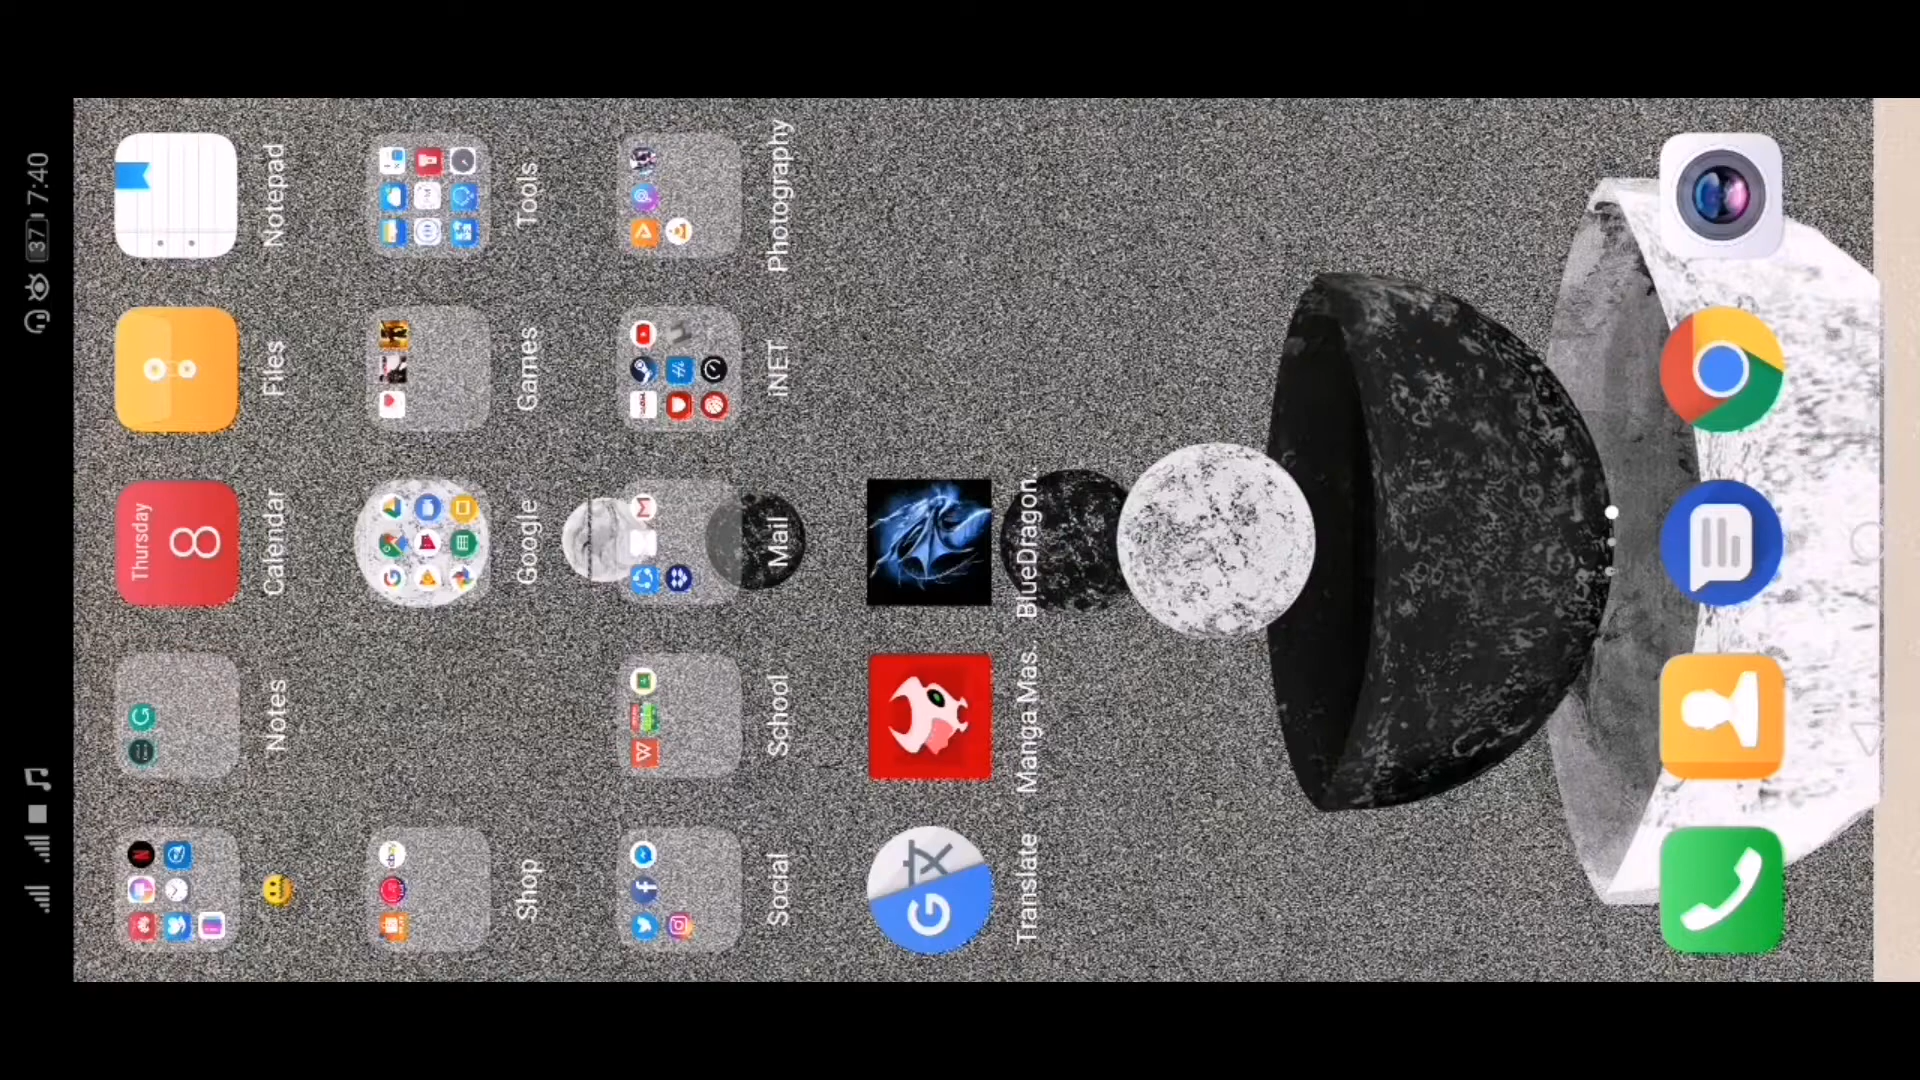 37 7:40
😐
Notes
Thursday
8
Calendar
Files
Notepad
Shop
Google
Games
Tools
Social
School
Mail
iNET
Photography
Translate
Manga Mas..
BlueDragon..